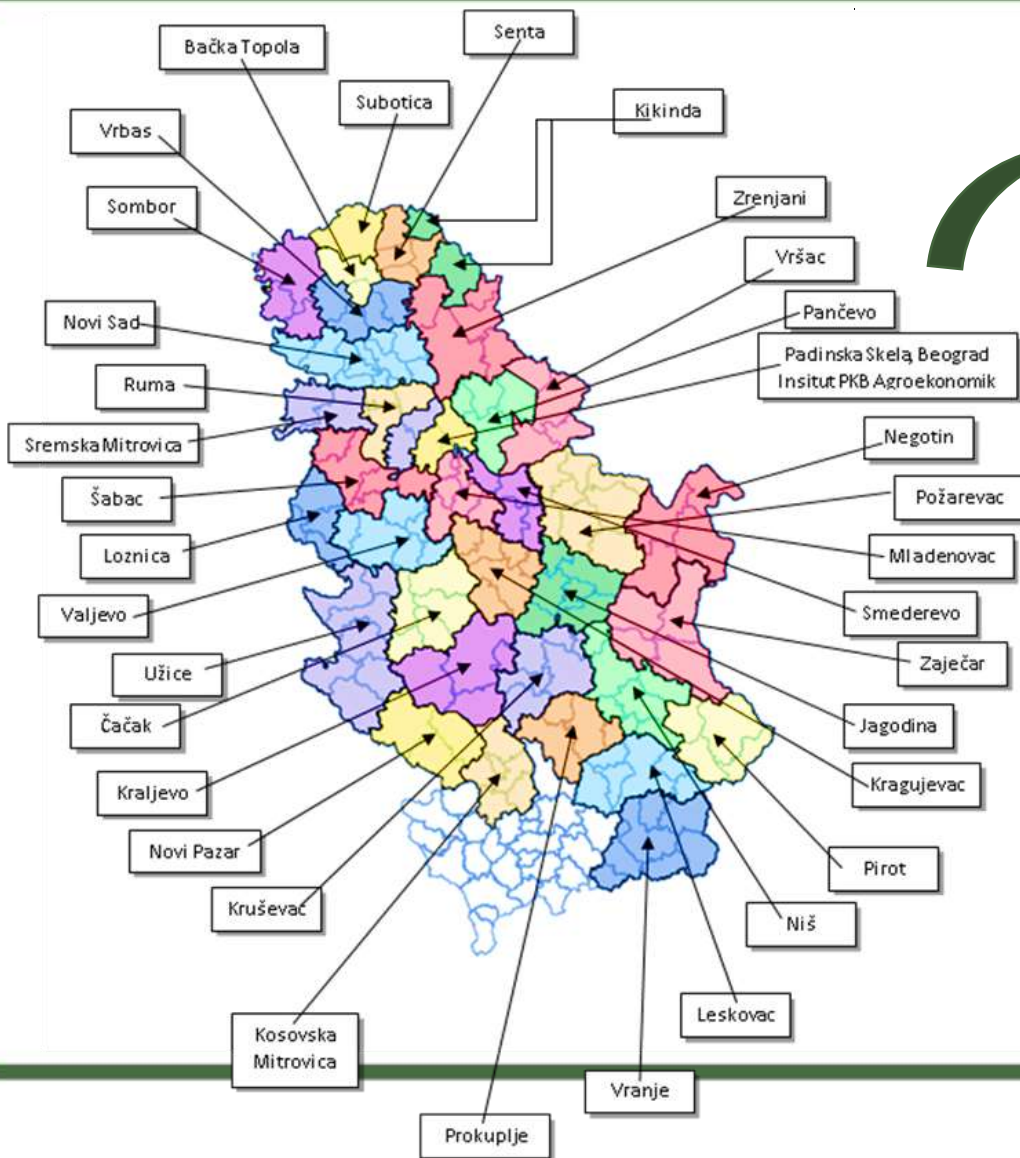 Senta
Bačka Topola
Subotica
Kikinda
Vrbas
Sombor
Zrenjani
Vršac
Novi Sad
Pančevo
Padinska Skela, Beograd
Insitut PKB Agroekonomik
Ruma
Sremska Mitrovica
Negotin
Šabac
Požarevac
Loznica
Mladenovac
Valjevo
Smederevo
Užice
Zaječar
Čačak
Jagodina
Kraljevo
Kragujevac
Novi Pazar
Pirot
Kruševac
Niš
Leskovac
Kosovska
Mitrovica
Vranje
Prokuplje